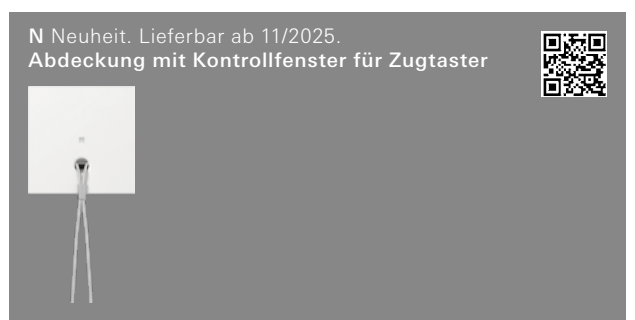 N Neuheit. Lieferbar ab 11/2025.
Abdeckung mit Kontrollfenster für Zugtaster